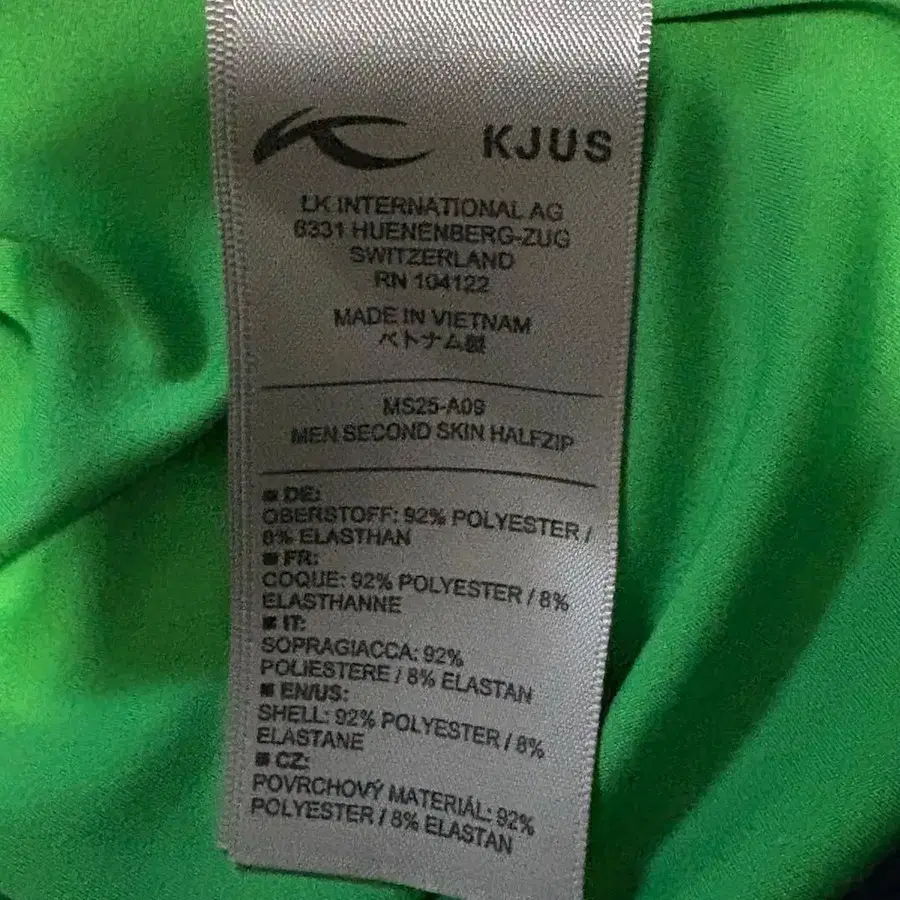 KJUS
LK INTERNATIONAL AG
6331 HUENENBERG-ZUG
SWITZERLAND
RN 104122
MADE IN VIETNAM
ベトナム製
MS25-A09
MEN SECOND SKIN HALFZIP
■ DE:
OBERSTOFF: 92% POLYESTER /
8% ELASTHAN
■ FR:
COQUE: 92% POLYESTER / 8%
ELASTHANNE
■ IT:
SOPRAGIACCA: 92%
POLIESTERE / 8% ELASTAN
■ EN/US:
SHELL: 92% POLYESTER / 8%
ELASTANE
■ CZ:
POVRCHOVÝ MATERIÁL: 92%
POLYESTER / 8% ELASTAN